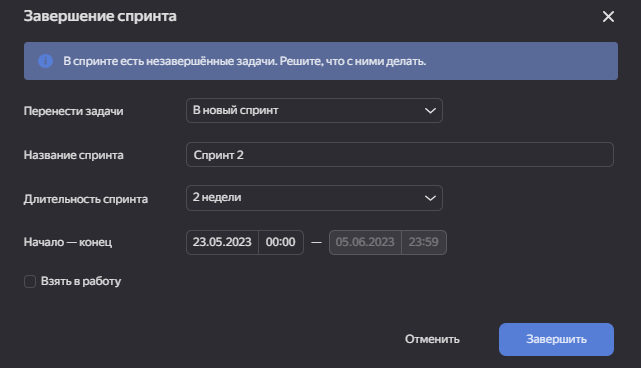 Завершение спринта
В спринте есть незавершённые задачи. Решите, что с ними делать.
Перенести задачи В новый спринт
Название спринта Спринт 2
Длительность спринта 2 недели
Начало — конец 23.05.2023 00:00 — 05.06.2023 23:59
Взять в работу
Отменить Завершить